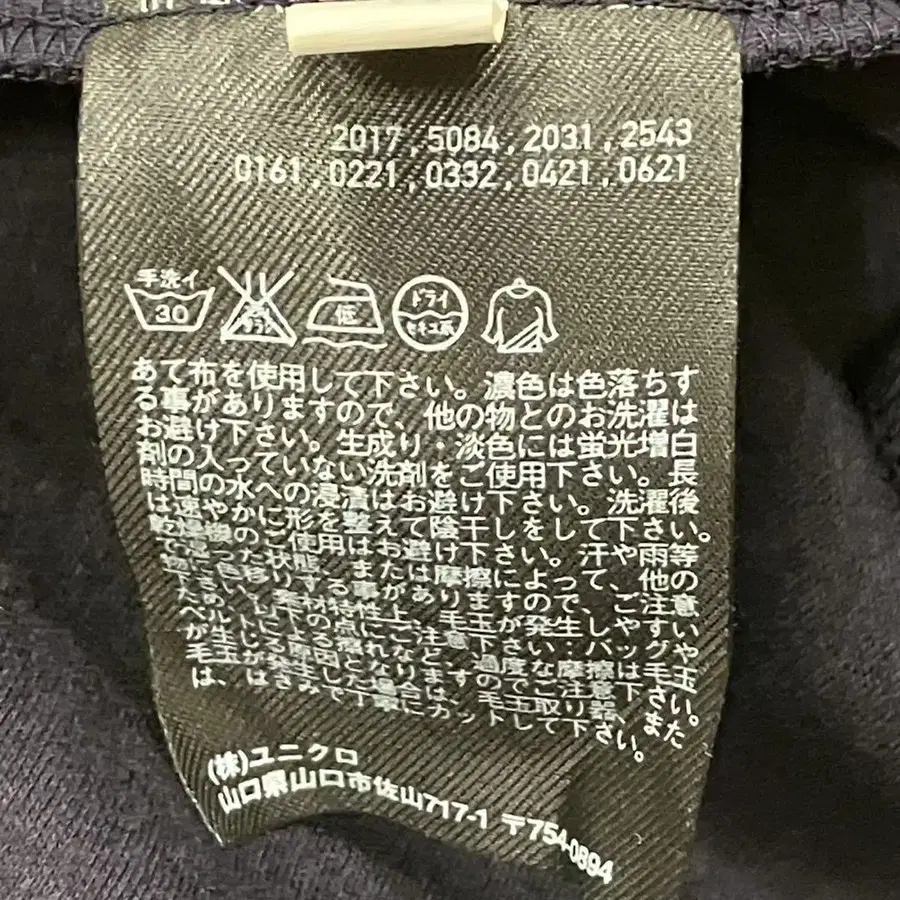 2017,5084,2031,2543
0161,0221,0332,0421,0621
手洗イ
30
低
ドライ
セキユ系
あて布を使用して下さい。濃色は色落ちす
る事がありますので、他の物とのお洗濯は
お避け下さい。生成り・淡色には蛍光増白
剤の入っていない洗剤をご使用下さい。長
時間の水への浸漬はお避け下さい。洗濯後
は速やかに形を整えて陰干しをして下さい。
乾燥機のご使用はお避け下さい。汗や雨等
で湿った状態、または摩擦によって、他の
物に色移りする事がありますので、ご注意
下さい。素材の特性上、毛玉が発生しやすい
ため、以下の点にご注意下さい:バッグや
ベルトによる擦れなど、過度な摩擦は毛玉
が生じる原因となりますのでご注意下さい。また
毛玉が発生した場合は、毛玉取り器、
は、はさみで丁寧にカットして下さい。
(株)ユニクロ
山口県山口市佐山717-1 〒754-0894